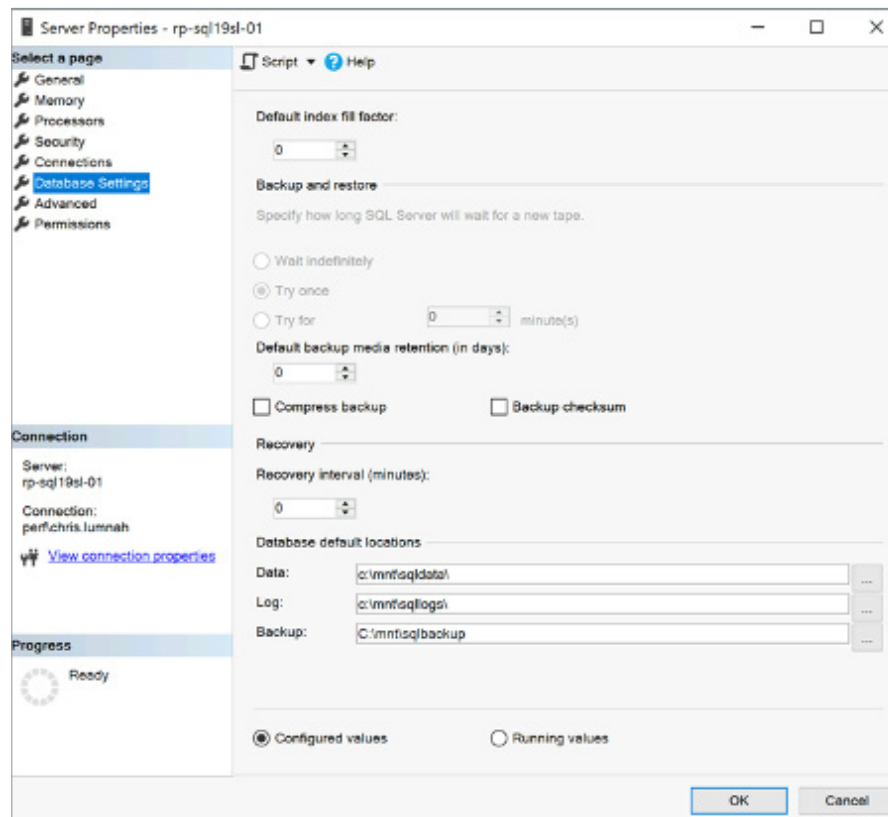 Server Properties - rp-sql19sl-01
Select a page
General
Memory
Processors
Security
Connections
Database Settings
Advanced
Permissions
Connection
Server:
rp-sql19sl-01
Connection:
perf\chris.lumnah
View connection properties
Progress
Ready
Script
Help
Default index fill factor:
0
Backup and restore
Specify how long SQL Server will wait for a new tape.
Wait indefinitely
Try once
Try for 0 minute(s)
Default backup media retention (in days):
0
Compress backup Backup checksum
Recovery
Recovery interval (minutes):
0
Database default locations
Data: c:\mnt\sqldata\ ...
Log: c:\mnt\sqllogs\ ...
Backup: C:\mnt\sqlbackup ...
Configured values Running values
OK Cancel